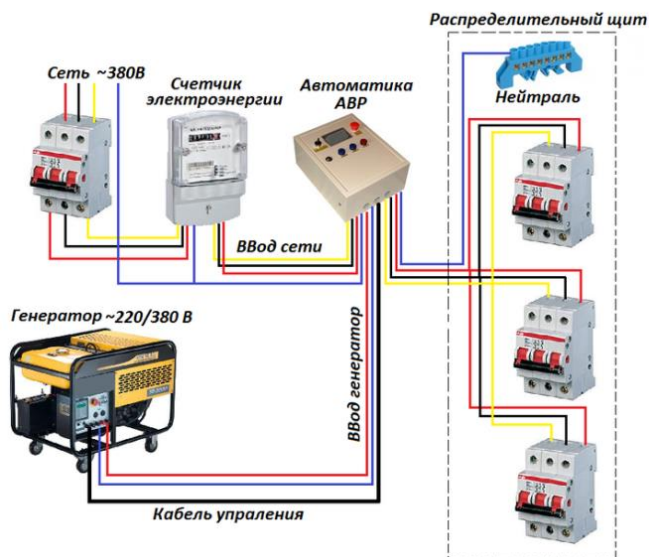 Распределительный щит
Сеть ~380В
Счетчик
электроэнергии
Автоматика
АВР
Нейтраль
ВВод сети
Генератор ~220/380 В
ВВод генератор
Кабель упраления